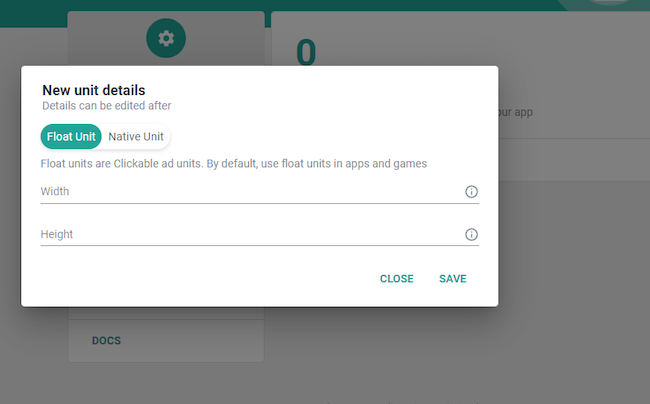 0
our app
New unit details
Details can be edited after
Float Unit Native Unit
Float units are Clickable ad units. By default, use float units in apps and games
Width
Height
CLOSE SAVE
DOCS